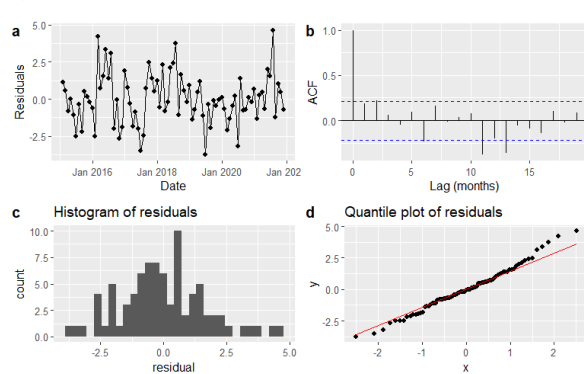 a
Residuals
5.0
2.5
0.0
-2.5
Jan 2016 Jan 2018 Jan 2020 Jan 202
Date
b
ACF
1.0
0.5
0.0
0 5 10 15
Lag (months)
c Histogram of residuals
count
10.0
7.5
5.0
2.5
0.0
-2.5 0.0 2.5 5.0
residual
d Quantile plot of residuals
y
5.0
2.5
0.0
-2.5
-2 -1 0 1 2
x